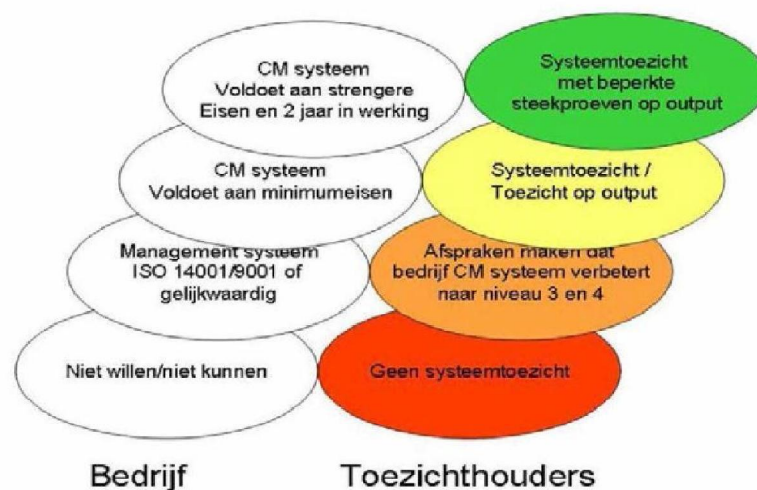 CM systeem
Voldoet aan strengere
Eisen en 2 jaar in werking
Systeemtoezicht
met beperkte
steekproeven op output
CM systeem
Voldoet aan minimumeisen
Systeemtoezicht /
Toezicht op output
Management systeem
ISO 14001/9001 of
gelijkwaardig
Afspraken maken dat
bedrijf CM systeem verbetert
naar niveau 3 en 4
Niet willen/niet kunnen
Geen systeemtoezicht
Bedrijf
Toezichthouders